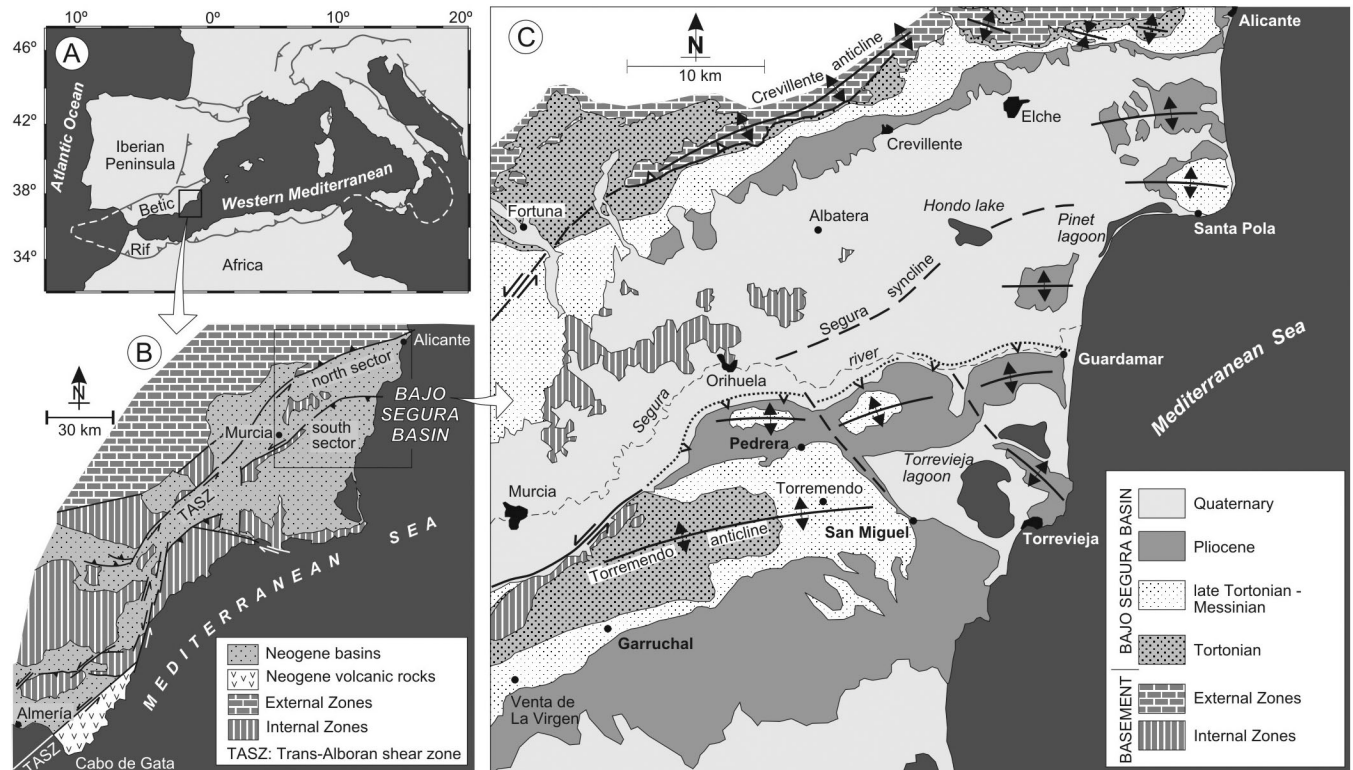 10º 0º 10º 20º
46º
42º
38º
34º
A
Atlantic Ocean
Iberian
Peninsula
Western Mediterranean
Betic
Rif
Africa
B
N
30 km
Alicante
north sector
BAJO
SEGURA
BASIN
Murcia
south
sector
TASZ
MEDITERRANEAN SEA
Almería
TASZ
Cabo de Gata
Neogene basins
Neogene volcanic rocks
External Zones
Internal Zones
TASZ: Trans-Alboran shear zone
C
N
10 km
Alicante
Crevillente anticline
Elche
Crevillente
Fortuna
Albatera
Hondo lake
Pinet
lagoon
Santa Pola
Segura syncline
Orihuela
Segura river
Guardamar
Mediterranean Sea
Pedrera
Torrevieja
lagoon
Murcia
Torremendo
San Miguel
Torrevieja
Torremendo anticline
Garruchal
Venta de
La Virgen
BAJO SEGURA BASIN
Quaternary
Pliocene
late Tortonian -
Messinian
Tortonian
BASEMENT
External Zones
Internal Zones